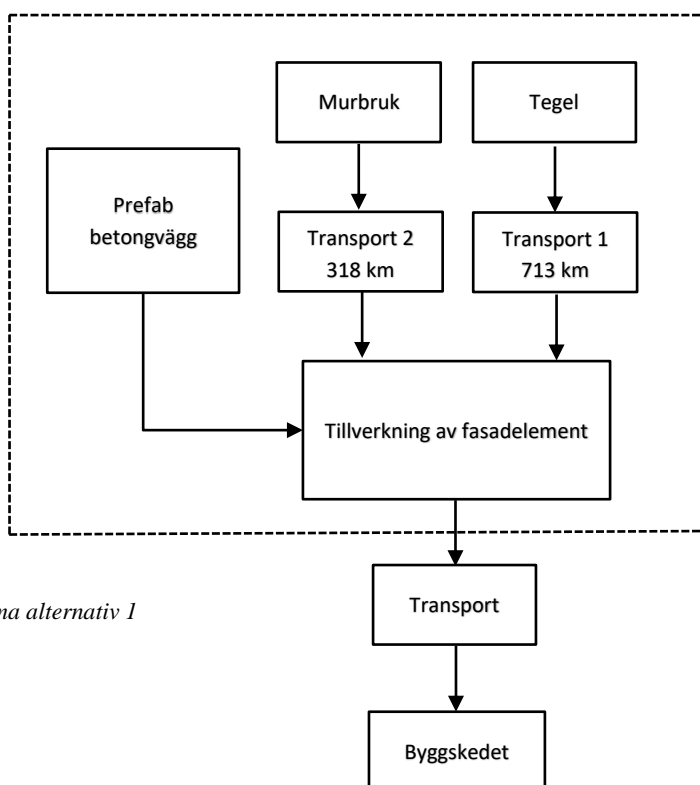 Murbruk
Tegel
Prefab
betongvägg
Transport 2
318 km
Transport 1
713 km
Tillverkning av fasadelement
Transport
alternativ 1
Byggskedet